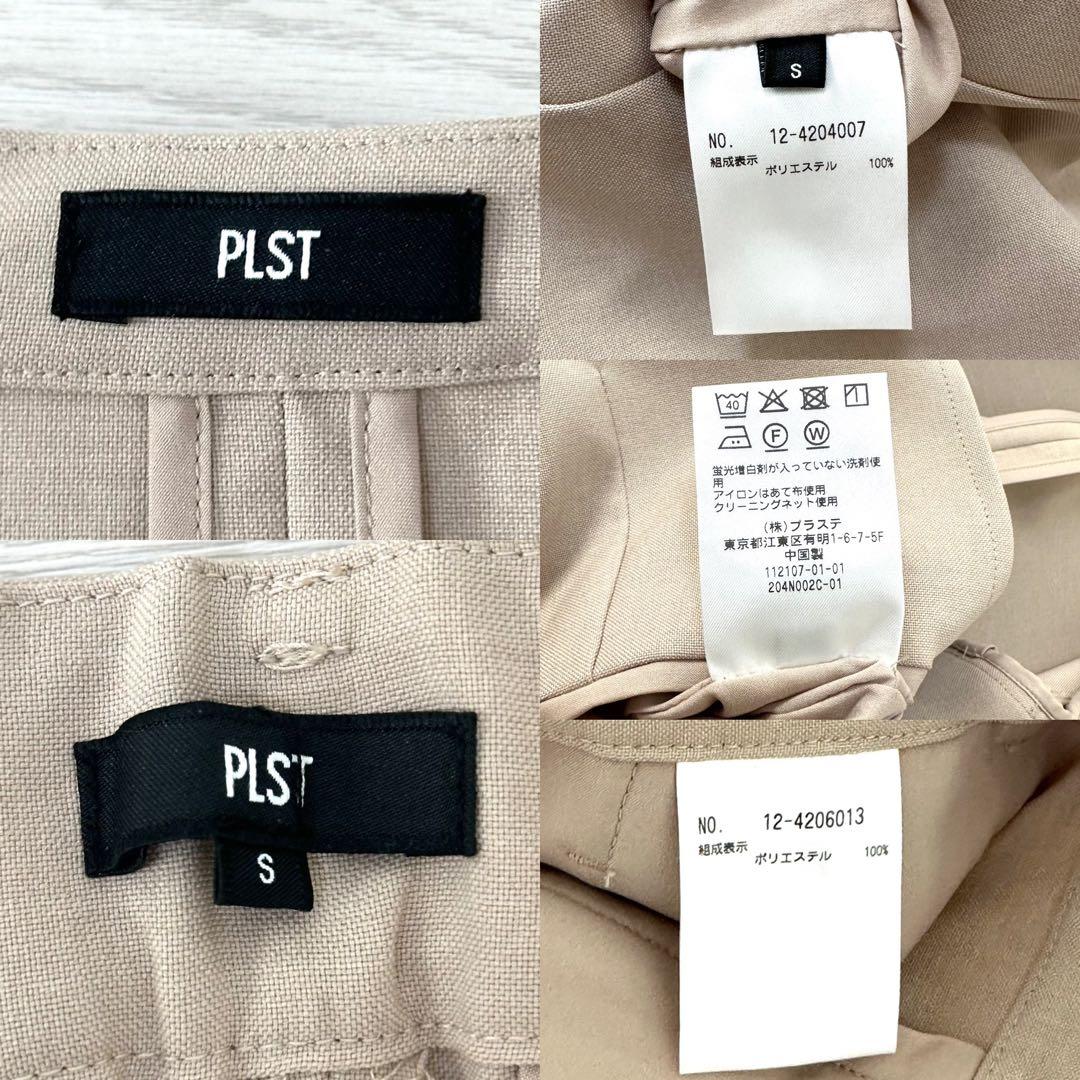 PLST
S
NO. 12-4204007
組成表示 ポリエステル 100%
40
F W
蛍光増白剤が入っていない洗剤使
用
アイロンはあて布使用
クリーニングネット使用
(株)プラステ
東京都江東区有明1-6-7-5F
中国製
112107-01-01
204N002C-01
PLST
S
NO. 12-4206013
組成表示 ポリエステル 100%